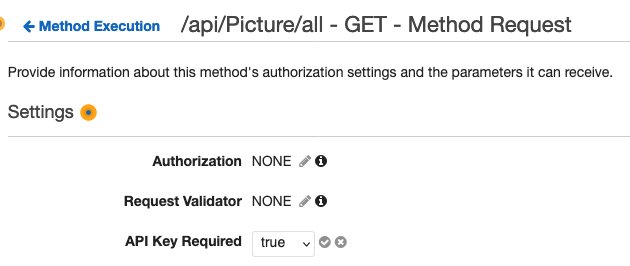 Method Execution /api/Picture/all - GET - Method Request
Provide information about this method's authorization settings and the parameters it can receive.
Settings
Authorization NONE
Request Validator NONE
API Key Required true